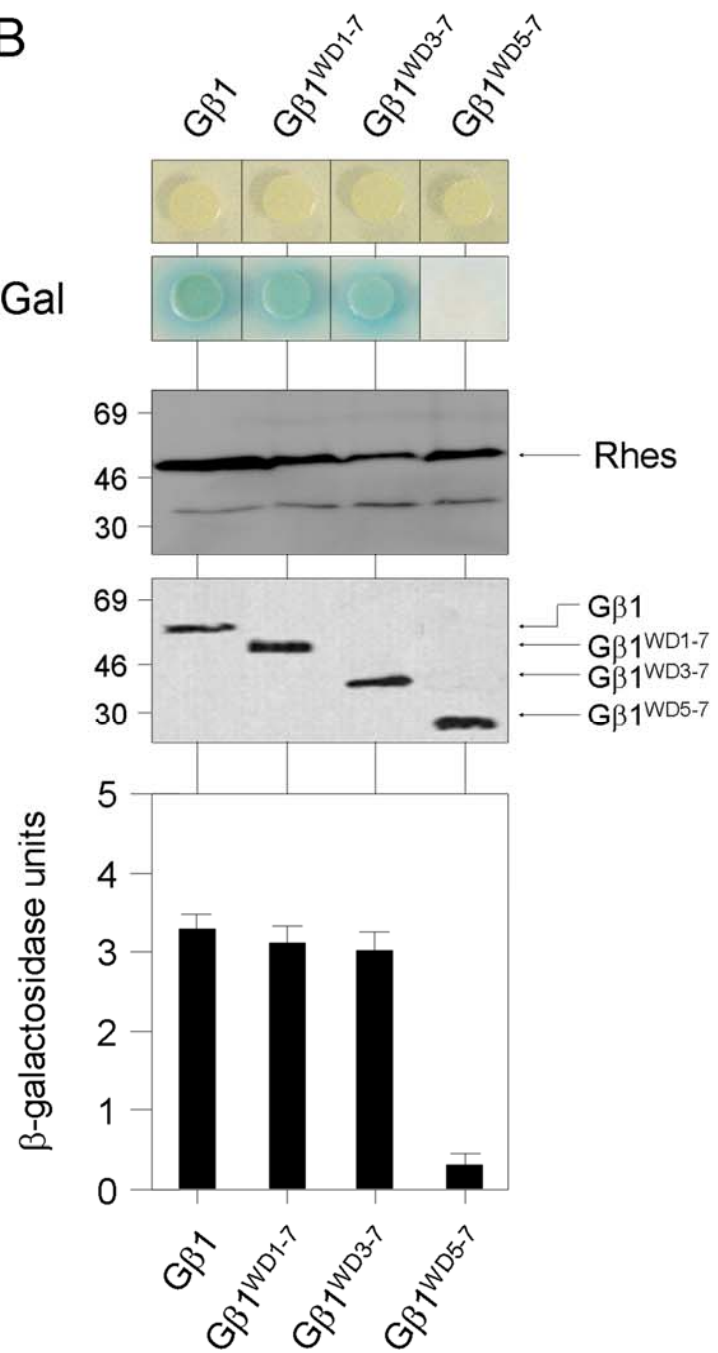 B
Gβ1 Gβ1WD1-7 Gβ1WD3-7 Gβ1WD5-7
Gal
69
46
30
Rhes
69
46
30
Gβ1
Gβ1WD1-7
Gβ1WD3-7
Gβ1WD5-7
β-galactosidase units
5
4
3
2
1
0
Gβ1 Gβ1WD1-7 Gβ1WD3-7 Gβ1WD5-7